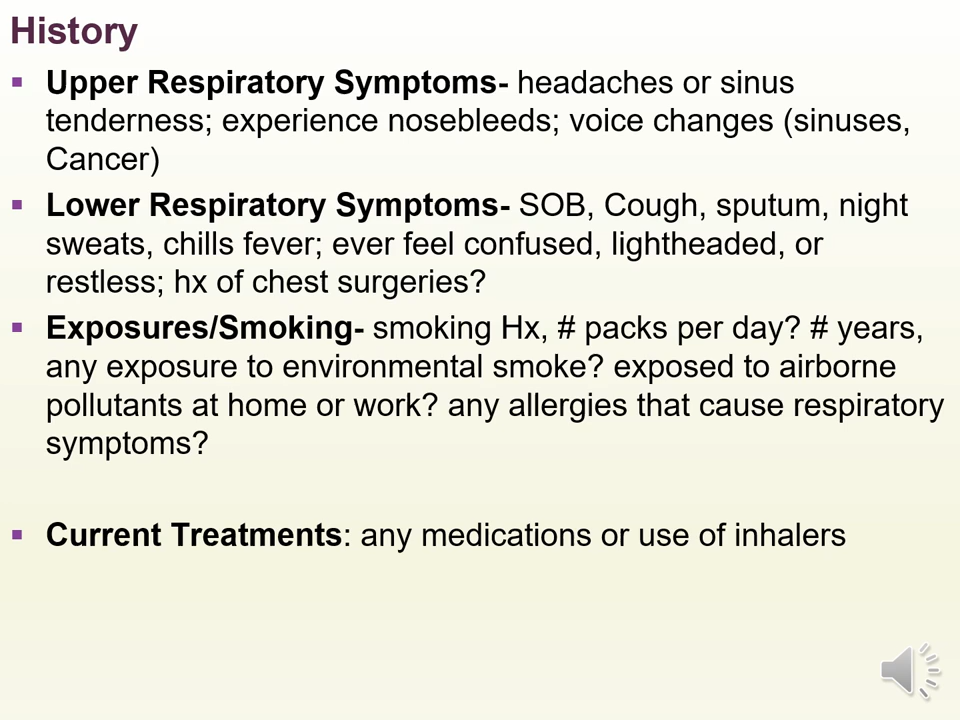 History
▪ Upper Respiratory Symptoms- headaches or sinus
tenderness; experience nosebleeds; voice changes (sinuses,
Cancer)
▪ Lower Respiratory Symptoms- SOB, Cough, sputum, night
sweats, chills fever; ever feel confused, lightheaded, or
restless; hx of chest surgeries?
▪ Exposures/Smoking- smoking Hx, # packs per day? # years,
any exposure to environmental smoke? exposed to airborne
pollutants at home or work? any allergies that cause respiratory
symptoms?
▪ Current Treatments: any medications or use of inhalers